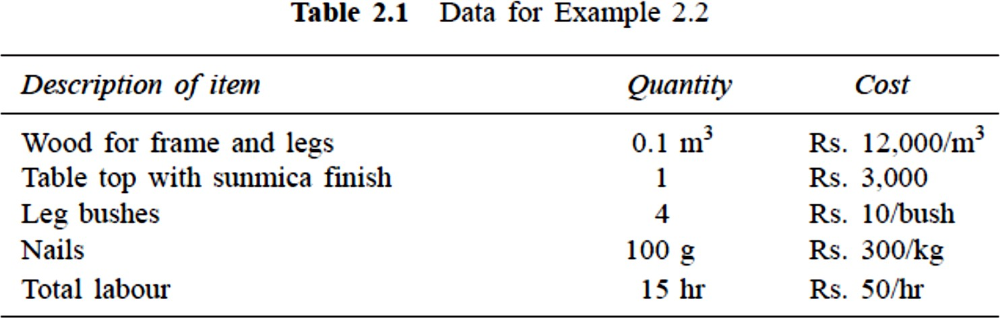 Table 2.1 Data for Example 2.2
Description of item Quantity Cost
Wood for frame and legs 0.1 m³ Rs. 12,000/m³
Table top with sunmica finish 1 Rs. 3,000
Leg bushes 4 Rs. 10/bush
Nails 100 g Rs. 300/kg
Total labour 15 hr Rs. 50/hr